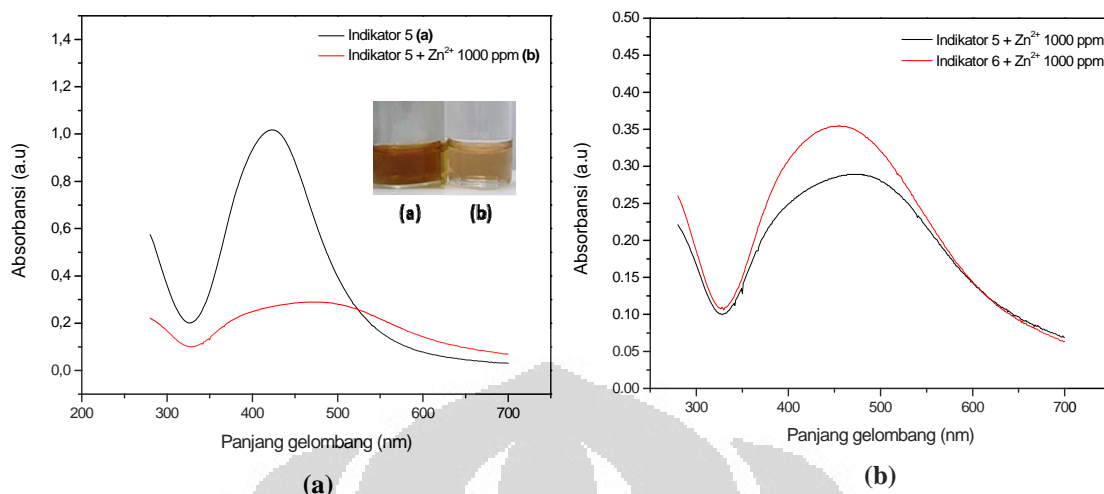 1,4
1,2
1,0
0,8
0,6
0,4
0,2
0,0
Absorbansi (a.u)
Indikator 5 (a)
Indikator 5 + Zn²⁺ 1000 ppm (b)
(a) (b)
200 300 400 500 600 700
Panjang gelombang (nm)
(a)
0.50
0.45
0.40
0.35
0.30
0.25
0.20
0.15
0.10
0.05
0.00
Absorbansi (a.u)
Indikator 5 + Zn²⁺ 1000 ppm
Indikator 6 + Zn²⁺ 1000 ppm
300 400 500 600 700
Panjang gelombang (nm)
(b)